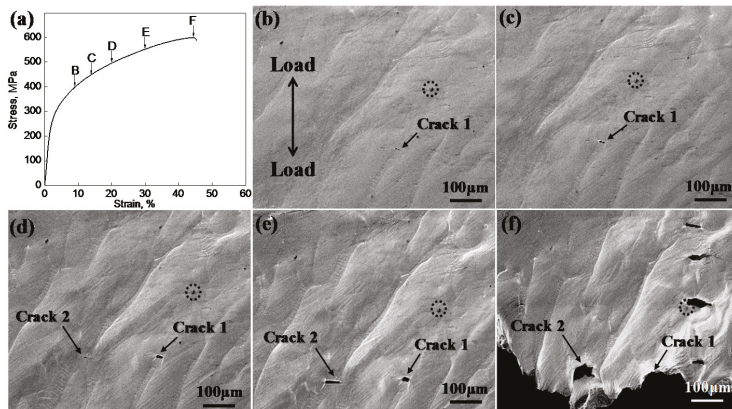 (a)
600
500
400
300
200
100
0
Stress, MPa
B
C
D
E
F
0 10 20 30 40 50 60
Strain, %
(b)
Load
Load
Crack 1
100μm
(c)
Crack 1
100μm
(d)
Crack 2
Crack 1
100μm
(e)
Crack 2
Crack 1
100μm
(f)
Crack 2
Crack 1
100μm